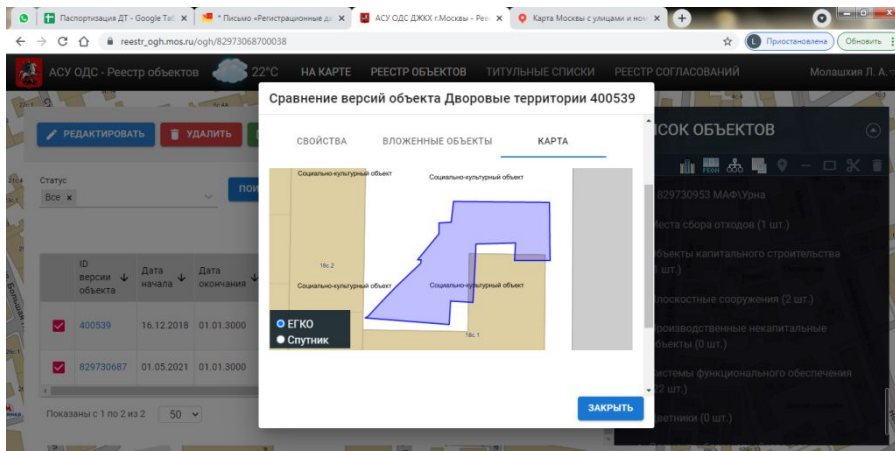 Паспортизация ДТ - Google Таб
* Письмо «Регистрационные да
АСУ ОДС ДЖКХ г.Москвы - Рее
Карта Москвы с улицами и ном
reestr_ogh.mos.ru/ogh/82973068700038
L Приостановлена
Обновить
АСУ ОДС - Реестр объектов
22°C
НА КАРТЕ
РЕЕСТР ОБЪЕКТОВ
ТИТУЛЬНЫЕ СПИСКИ
РЕЕСТР СОГЛАСОВАНИЙ
Молашхия Л. А.
Сравнение версий объекта Дворовые территории 400539
РЕДАКТИРОВАТЬ
УДАЛИТЬ
СВОЙСТВА
ВЛОЖЕННЫЕ ОБЪЕКТЫ
КАРТА
ИСОК ОБЪЕКТОВ
Статус
Все x
ПОИ
Социально-культурный объект
Социально-культурный объект
16с.2
Социально-культурный объект
Социально-культурный объект
16с.1
ЕГКО
Спутник
829730953 МАФ\Урна
Места сбора отходов (1 шт.)
бъекты капитального строительства
1 шт.)
лоскостные сооружения (2 шт.)
роизводственные некапитальные
бъекты (0 шт.)
истемы функционального обеспечения
22 шт.)
ветники (0 шт.)
ID
версии
объекта
Дата
начала
Дата
окончания
400539
16.12.2018
01.01.3000
829730687
01.05.2021
01.01.3000
Показаны с 1 по 2 из 2
50
ЗАКРЫТЬ